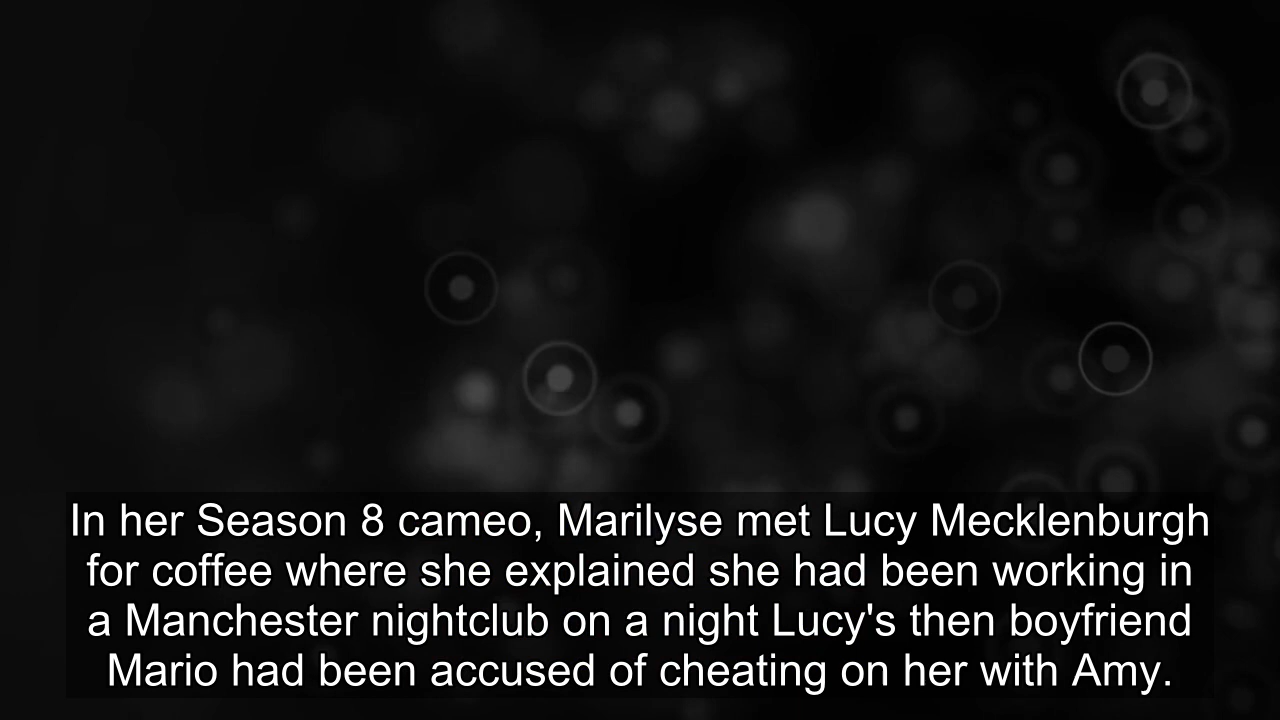 In her Season 8 cameo, Marilyse met Lucy Mecklenburgh
for coffee where she explained she had been working in
a Manchester nightclub on a night Lucy's then boyfriend
Mario had been accused of cheating on her with Amy.